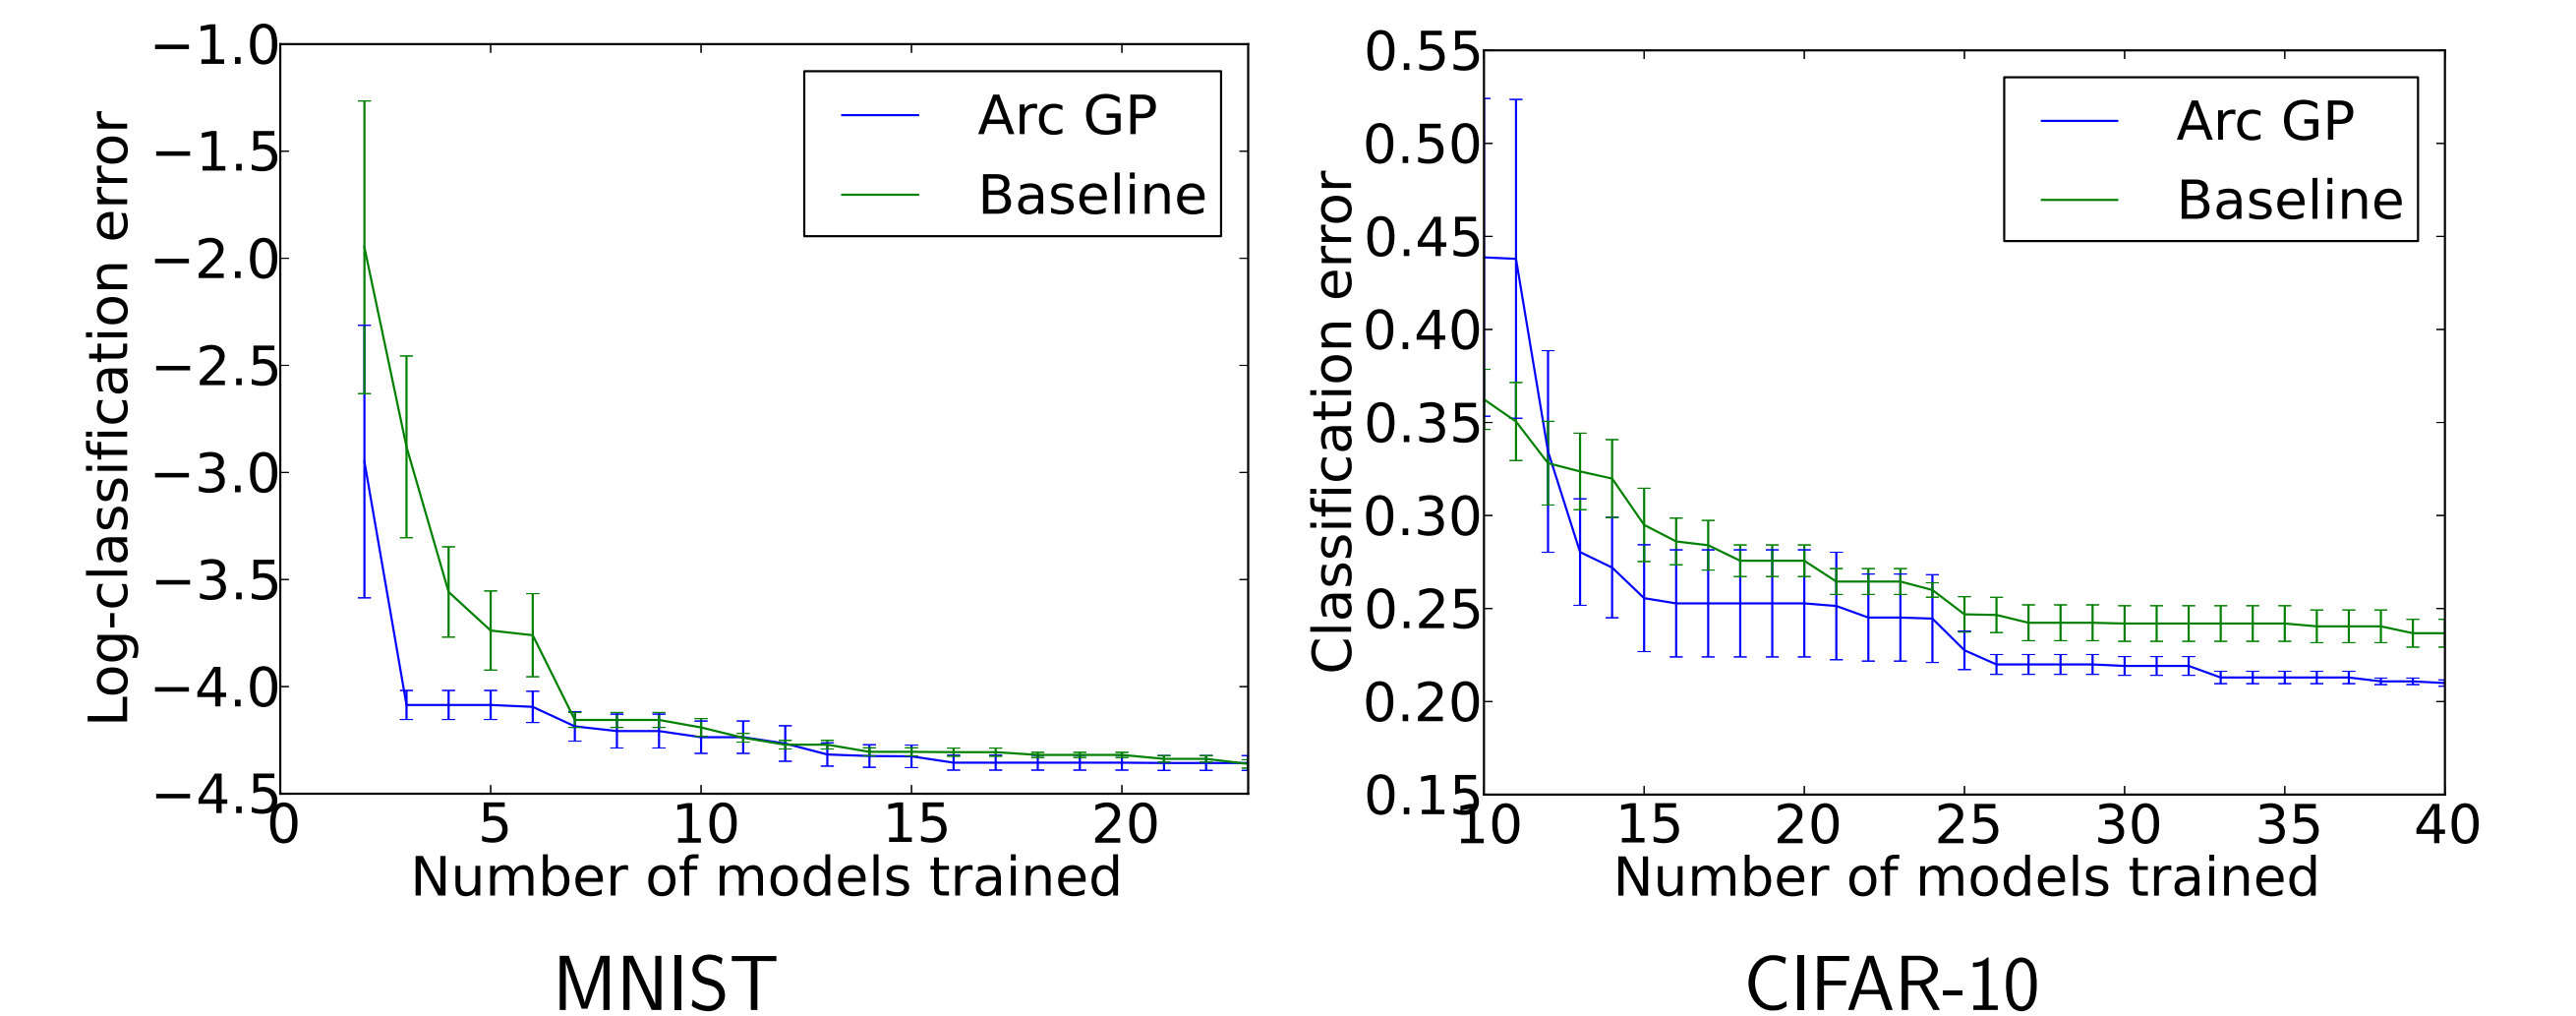 Log-classification error
−1.0
−1.5
−2.0
−2.5
−3.0
−3.5
−4.0
−4.5
Arc GP
Baseline
0 5 10 15 20
Number of models trained
MNIST
Classification error
0.55
0.50
0.45
0.40
0.35
0.30
0.25
0.20
0.15
Arc GP
Baseline
10 15 20 25 30 35 40
Number of models trained
CIFAR-10